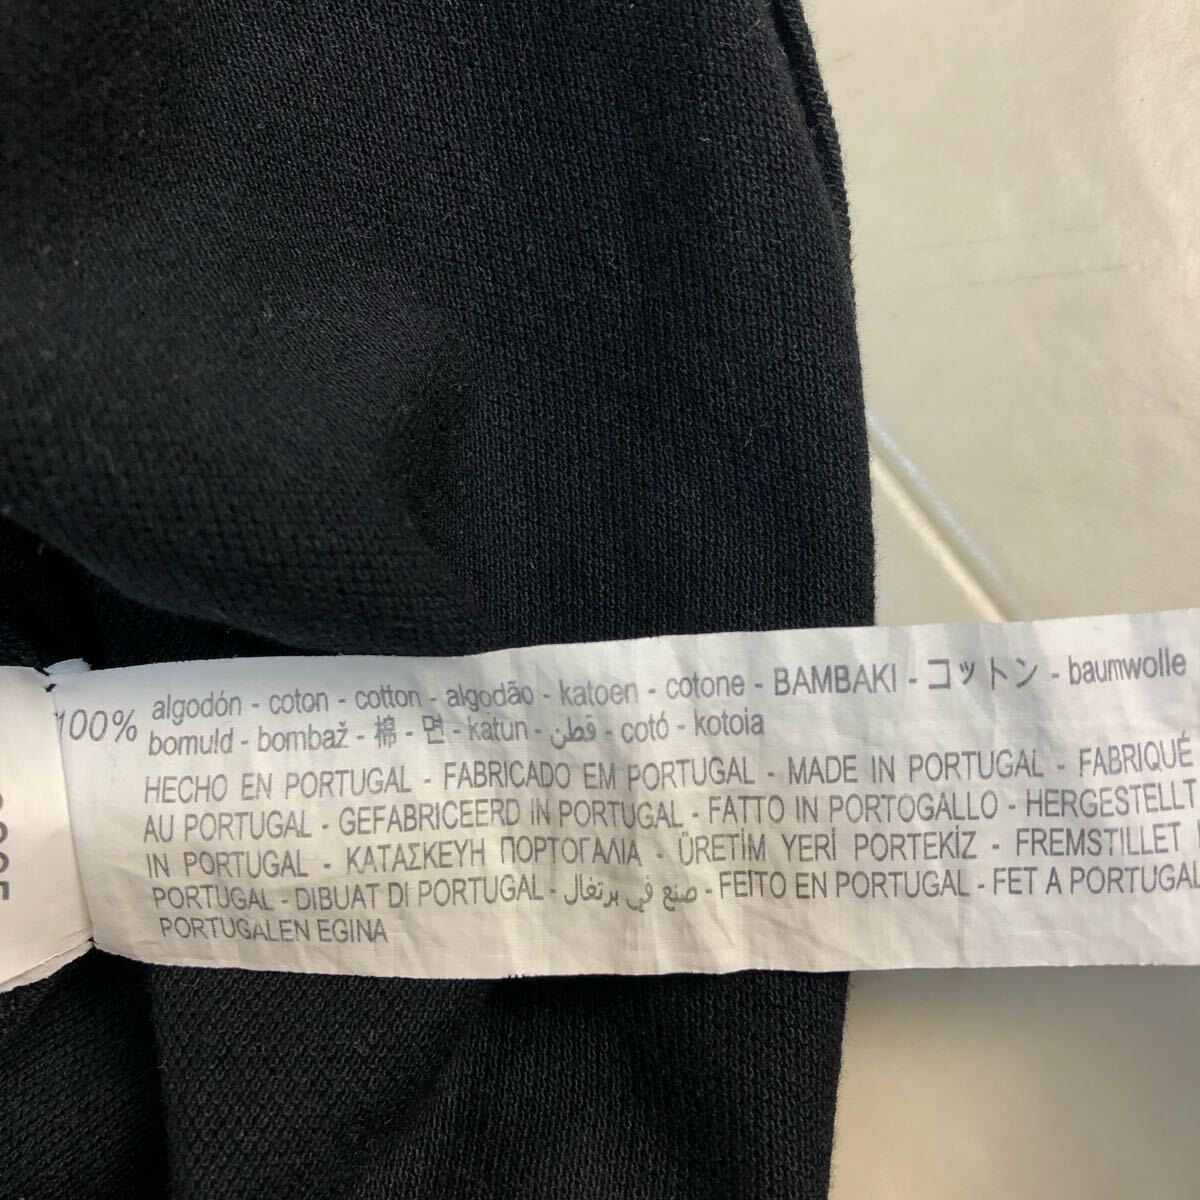 100% algodón - coton - cotton - algodão - katoen - cotone - BAMBAKI - コットン - baumwolle
bomuld - bombaž - 棉 - 면 - katun - قطن - cotó - kotoia
HECHO EN PORTUGAL - FABRICADO EM PORTUGAL - MADE IN PORTUGAL - FABRIQUÉ
AU PORTUGAL - GEFABRICEERD IN PORTUGAL - FATTO IN PORTOGALLO - HERGESTELLT
IN PORTUGAL - ΚΑΤΑΣΚΕΥΗ ΠΟΡΤΟΓΑΛΙΑ - ÜRETİM YERİ PORTEKİZ - FREMSTILLET I
PORTUGAL - DIBUAT DI PORTUGAL - صنع في برتغال - FEITO EN PORTUGAL - FET A PORTUGAL
PORTUGALEN EGINA